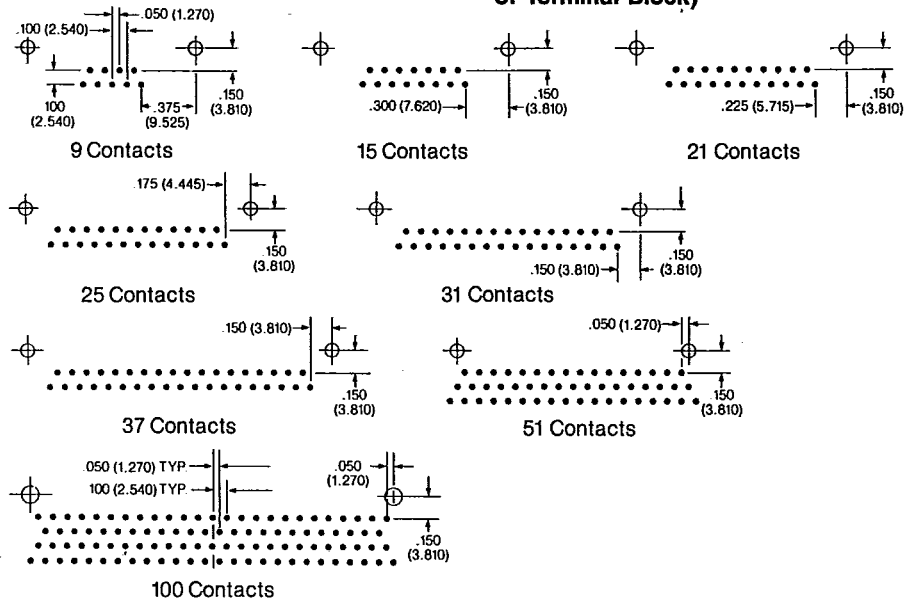 or Terminal Block)
.050 (1.270)
.100 (2.540)
100
(2.540)
.375
(9.525)
.150
(3.810)
9 Contacts
.300 (7.620)
.150
(3.810)
15 Contacts
.225 (5.715)
.150
(3.810)
21 Contacts
.175 (4.445)
.150
(3.810)
25 Contacts
.150 (3.810)
.150
(3.810)
31 Contacts
.150 (3.810)
.150
(3.810)
37 Contacts
.050 (1.270)
.150
(3.810)
51 Contacts
.050 (1.270) TYP.
100 (2.540) TYP.
.050
(1.270)
.150
(3.810)
100 Contacts